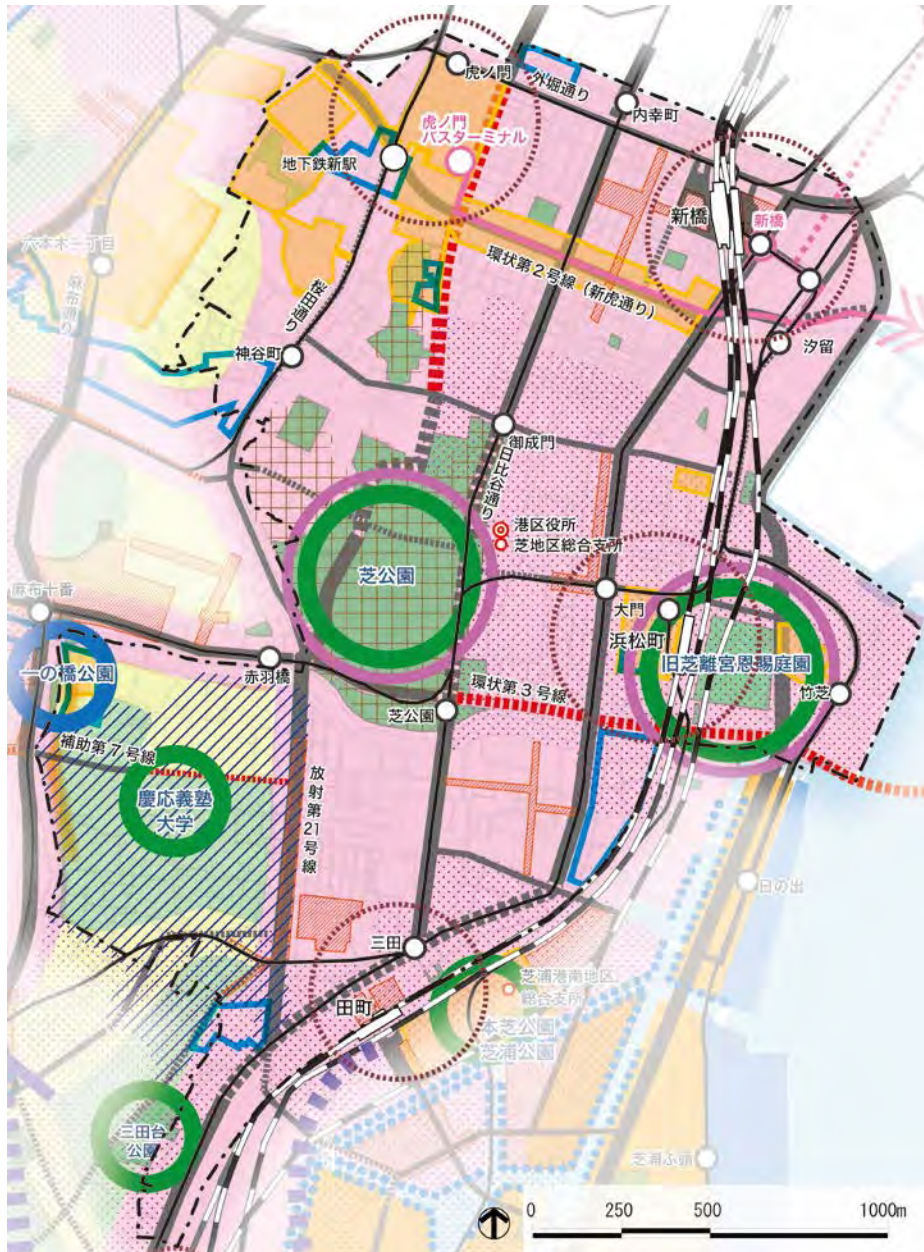 虎ノ門
外堀通り
内幸町
虎ノ門
バスターミナル
地下鉄新駅
新橋
新橋
六本木一丁目
麻布通り
桜田通り
環状第2号線（新虎通り）
汐留
神谷町
御成門
日比谷通り
港区役所
芝地区総合支所
芝公園
大門
浜松町
麻布十番
旧芝離宮恩賜庭園
一の橋公園
赤羽橋
環状第3号線
竹芝
芝公園
補助第7号線
慶応義塾
大学
放射第21号線
日の出
三田
芝浦港南地区
総合支所
田町
本芝公園
芝浦公園
三田台
公園
芝浦ふ頭
0 250 500 1000m